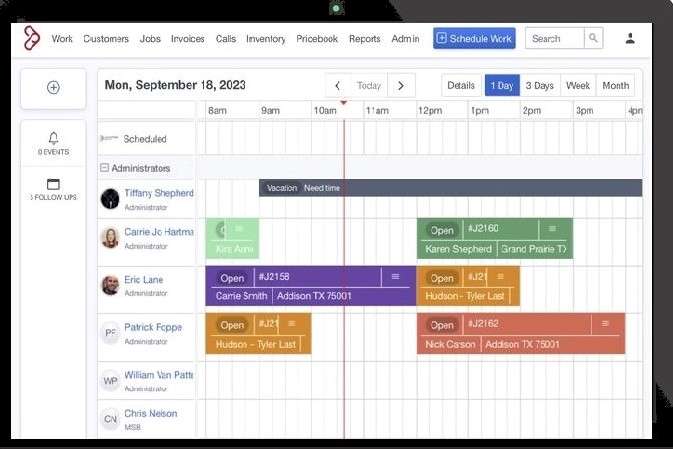 Work Customers Jobs Invoices Calls Inventory Pricebook Reports Admin Schedule Work Search
Mon, September 18, 2023 Today Details 1 Day 3 Days Week Month
8am 9am 10am 11am 12pm 1pm 2pm 3pm 4pm
Scheduled
0 EVENTS
Administrators
FOLLOW UPS
Tiffany Shepherd
Administrator
Vacation Need time
Carrie Jo Hartma
Administrator
Kira Ame
Open #J2160
Karen Shepherd Grand Prairie TX
Eric Lane
Administrator
Open #J2158
Carrie Smith Addison TX 75001
Open #J21
Hudson - Tyler Last
PF Patrick Foppe
Administrator
Open #J21
Hudson - Tyler Last
Open #J2162
Nick Carson Addison TX 75001
WP William Van Patte
Administrator
CN Chris Nelson
MSB